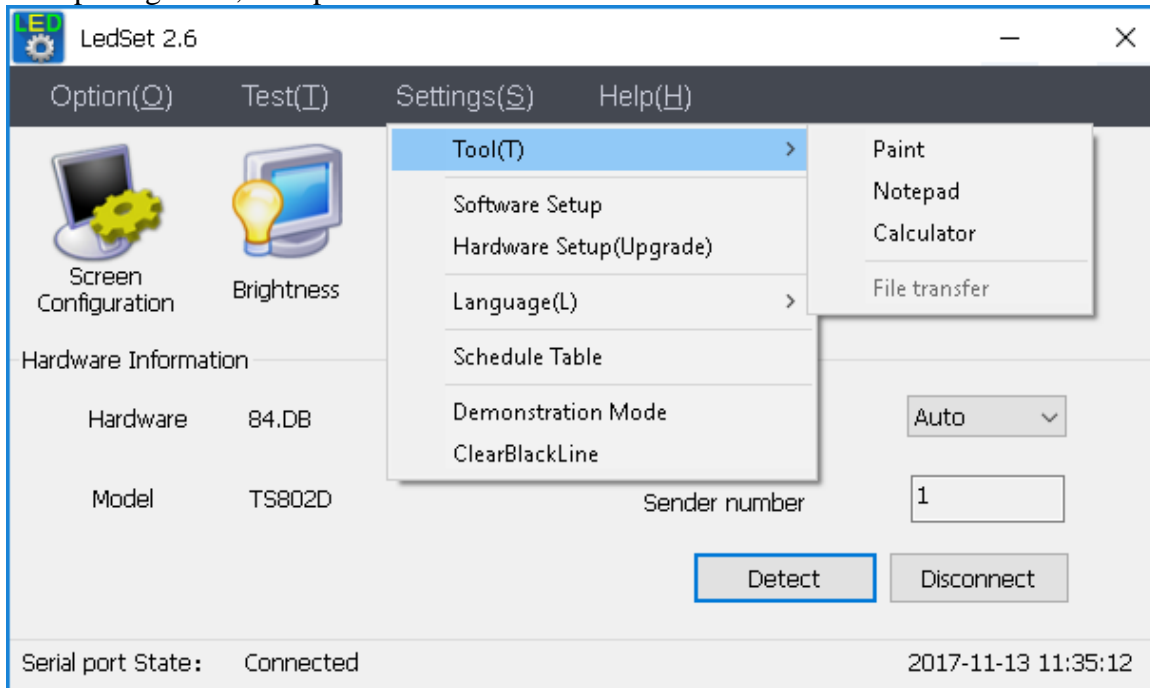 LED LedSet 2.6
Option(O) Test(T) Settings(S) Help(H)
Tool(T) > Paint
Notepad
Software Setup
Calculator
Hardware Setup(Upgrade)
Screen
Configuration
Brightness
File transfer
Language(L) >
Hardware Information
Schedule Table
Hardware 84.DB
Demonstration Mode
Auto
ClearBlackLine
Model TS802D
Sender number 1
Detect Disconnect
Serial port State: Connected 2017-11-13 11:35:12